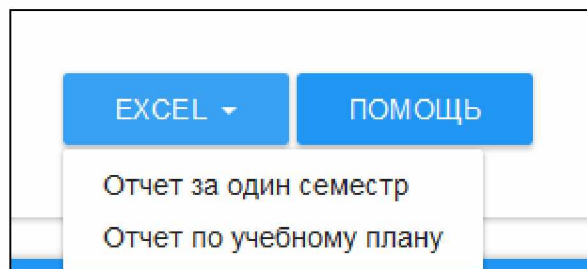 EXCEL ПОМОЩЬ
Отчет за один семестр
Отчет по учебному плану